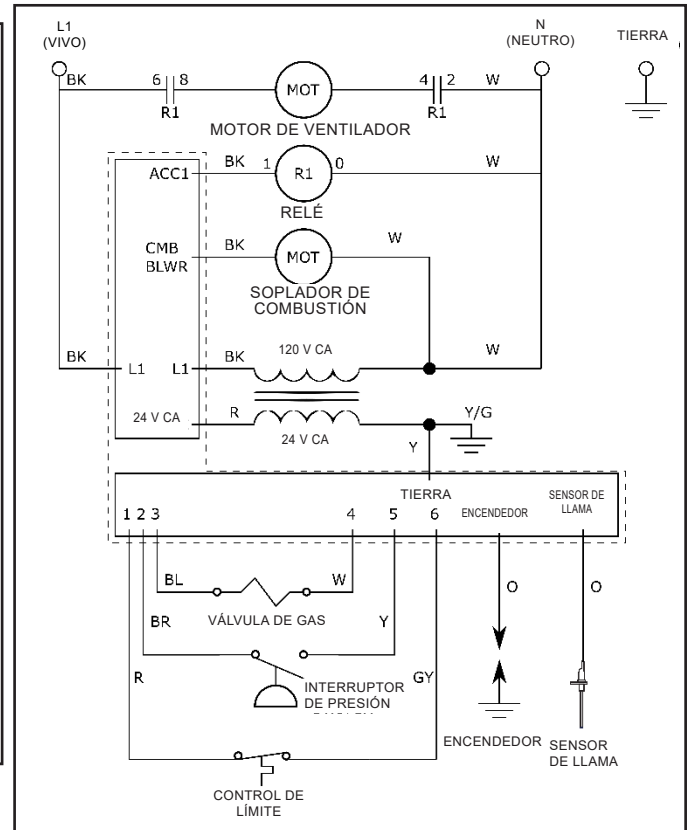 L1
(VIVO)
N
(NEUTRO)
TIERRA
BK
6
8
R1
MOT
4
2
R1
W
MOTOR DE VENTILADOR
ACC1
BK
1
R1
0
W
RELÉ
CMB
BLWR
BK
MOT
W
SOPLADOR DE
COMBUSTIÓN
BK
L1
L1
BK
120 V CA
W
24 V CA
R
24 V CA
Y
Y/G
TIERRA
1 2 3
4
5
6
ENCENDEDOR
SENSOR DE
LLAMA
BL
W
VÁLVULA DE GAS
BR
Y
R
GY
O
O
INTERRUPTOR
DE PRESIÓN
ENCENDEDOR
SENSOR
DE LLAMA
CONTROL DE
LÍMITE